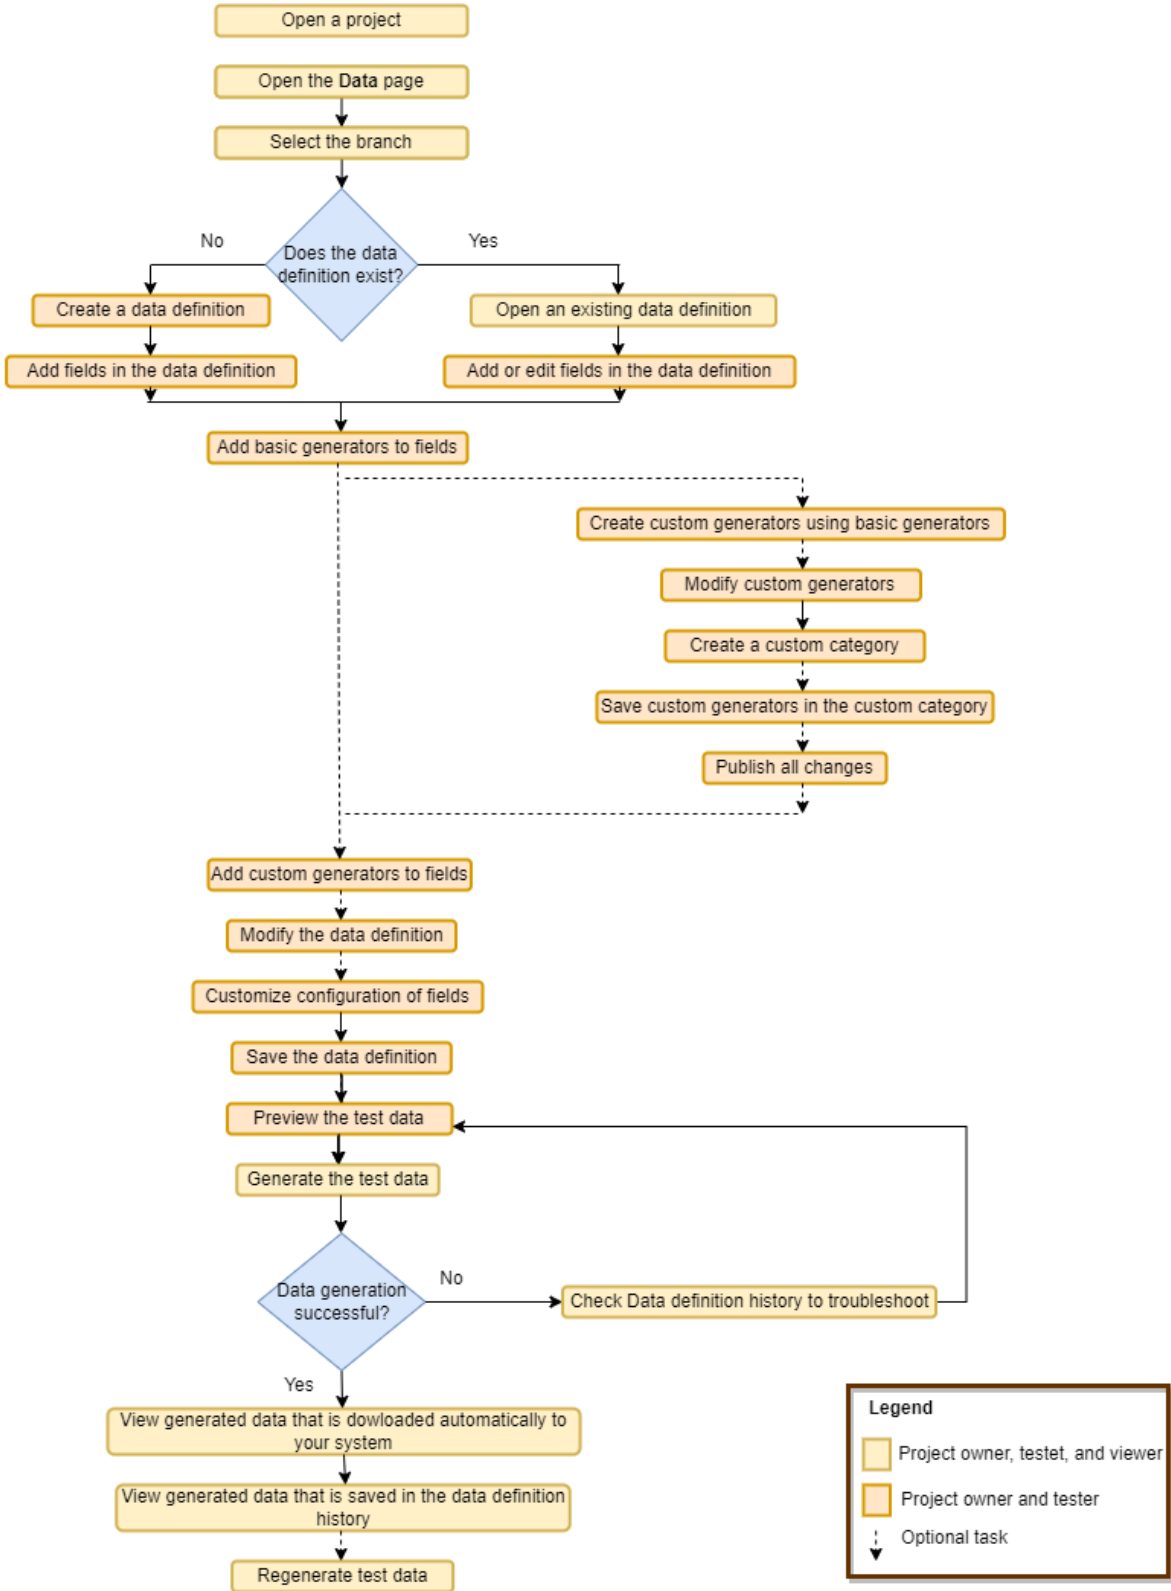 Open a project
Open the Data page
Select the branch
Does the data
definition exist?
No
Yes
Create a data definition
Open an existing data definition
Add fields in the data definition
Add or edit fields in the data definition
Add basic generators to fields
Create custom generators using basic generators
Modify custom generators
Create a custom category
Save custom generators in the custom category
Publish all changes
Add custom generators to fields
Modify the data definition
Customize configuration of fields
Save the data definition
Preview the test data
Generate the test data
Data generation
successful?
No
Check Data definition history to troubleshoot
Yes
View generated data that is dowloaded automatically to
your system
View generated data that is saved in the data definition
history
Regenerate test data
Legend
Project owner, testet, and viewer
Project owner and tester
Optional task